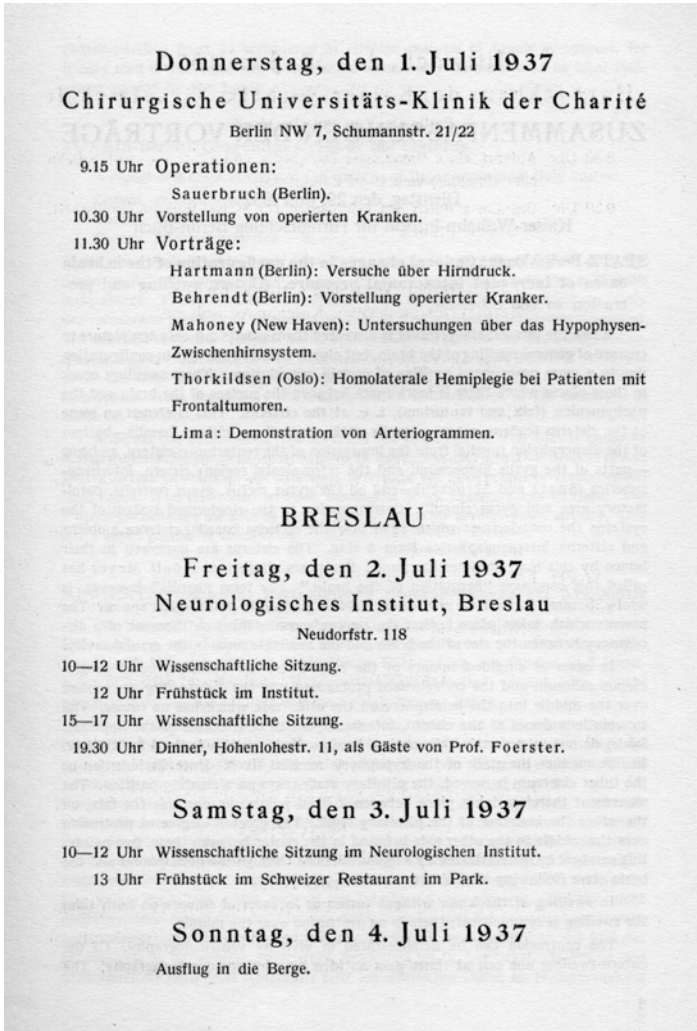 Donnerstag, den 1. Juli 1937
Chirurgische Universitäts-Klinik der Charité
Berlin NW 7, Schumannstr. 21/22
9.15 Uhr Operationen:
Sauerbruch (Berlin).
10.30 Uhr Vorstellung von operierten Kranken.
11.30 Uhr Vorträge:
Hartmann (Berlin): Versuche über Hirndruck.
Behrendt (Berlin): Vorstellung operierter Kranker.
Mahoney (New Haven): Untersuchungen über das Hypophysen-
Zwischenhirnsystem.
Thorkildsen (Oslo): Homolaterale Hemiplegie bei Patienten mit
Frontaltumoren.
Lima: Demonstration von Arteriogrammen.
BRESLAU
Freitag, den 2. Juli 1937
Neurologisches Institut, Breslau
Neudorfstr. 118
10—12 Uhr Wissenschaftliche Sitzung.
12 Uhr Frühstück im Institut.
15—17 Uhr Wissenschaftliche Sitzung.
19.30 Uhr Dinner, Hohenlohestr. 11, als Gäste von Prof. Foerster.
Samstag, den 3. Juli 1937
10—12 Uhr Wissenschaftliche Sitzung im Neurologischen Institut.
13 Uhr Frühstück im Schweizer Restaurant im Park.
Sonntag, den 4. Juli 1937
Ausflug in die Berge.